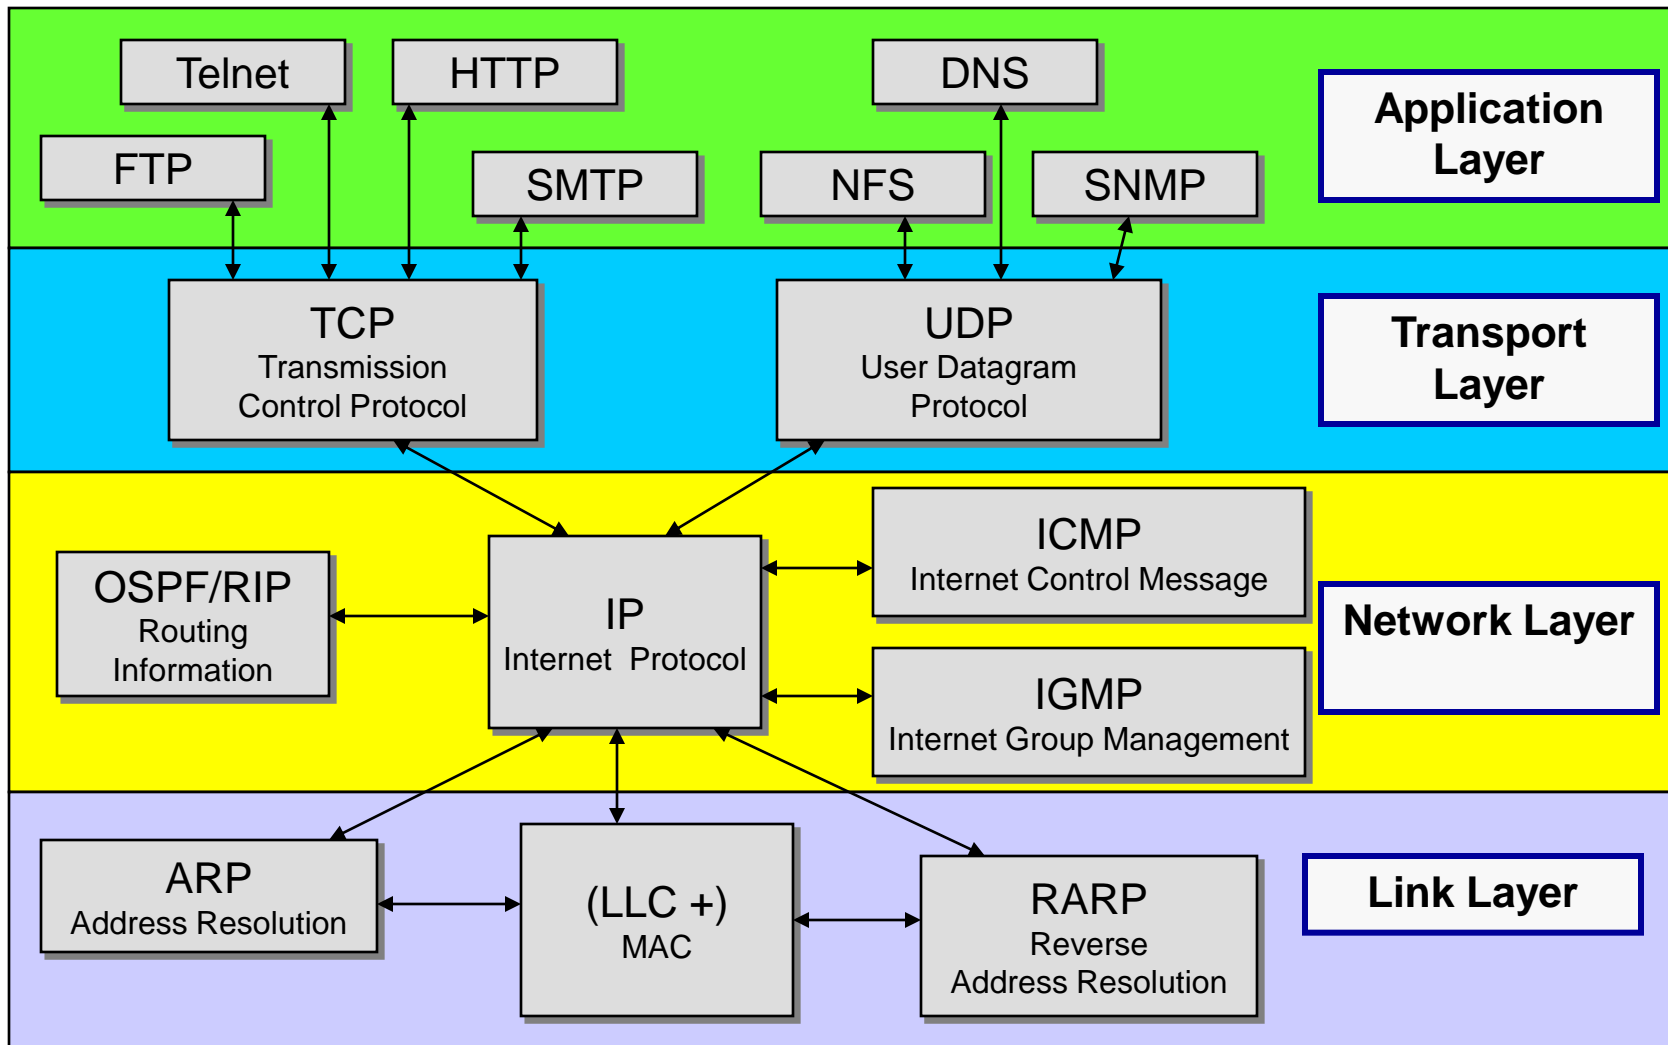 Telnet
HTTP
DNS
Application
Layer
FTP
SMTP
NFS
SNMP
TCP
Transmission
Control Protocol
UDP
User Datagram
Protocol
Transport
Layer
OSPF/RIP
Routing
Information
IP
Internet Protocol
ICMP
Internet Control Message
IGMP
Internet Group Management
Network Layer
ARP
Address Resolution
(LLC +)
MAC
RARP
Reverse
Address Resolution
Link Layer